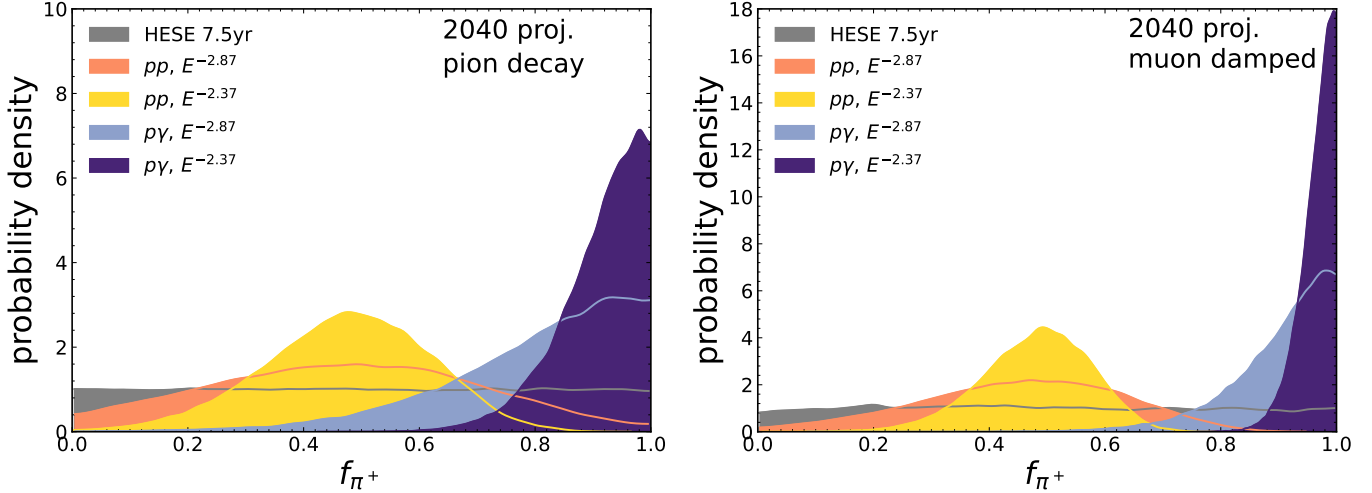 probability density
10
8
6
4
2
0
HESE 7.5yr
pp, E^{-2.87}
pp, E^{-2.37}
pγ, E^{-2.87}
pγ, E^{-2.37}
2040 proj.
pion decay
0.0 0.2 0.4 0.6 0.8 1.0
f_{π^+}
probability density
18
16
14
12
10
8
6
4
2
0
HESE 7.5yr
pp, E^{-2.87}
pp, E^{-2.37}
pγ, E^{-2.87}
pγ, E^{-2.37}
2040 proj.
muon damped
0.0 0.2 0.4 0.6 0.8 1.0
f_{π^+}